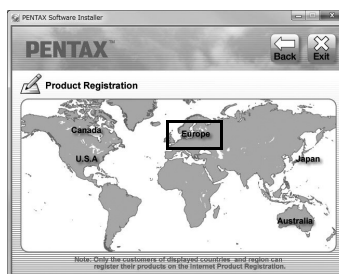 PENTAX Software Installer
PENTAX™
Back Exit
Product Registration
Canada
Europe
U.S.A
Japan
Australia
Note: Only the customers of displayed countries and region can
register their products on the Internet Product Registration.